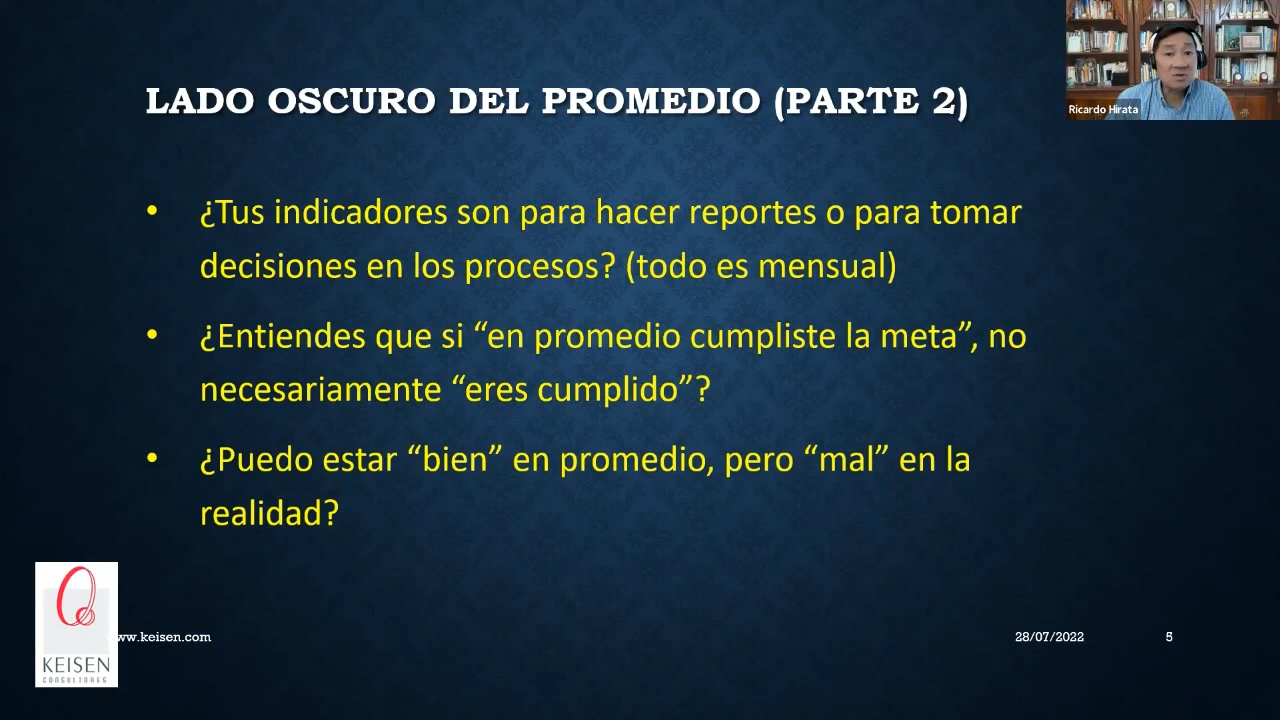 LADO OSCURO DEL PROMEDIO (PARTE 2)
Ricardo Hirata
• ¿Tus indicadores son para hacer reportes o para tomar
decisiones en los procesos? (todo es mensual)
• ¿Entiendes que si “en promedio cumpliste la meta”, no
necesariamente “eres cumplido”?
• ¿Puedo estar “bien” en promedio, pero “mal” en la
realidad?
KEISEN
CONSULTORES
ww.keisen.com
28/07/2022
5